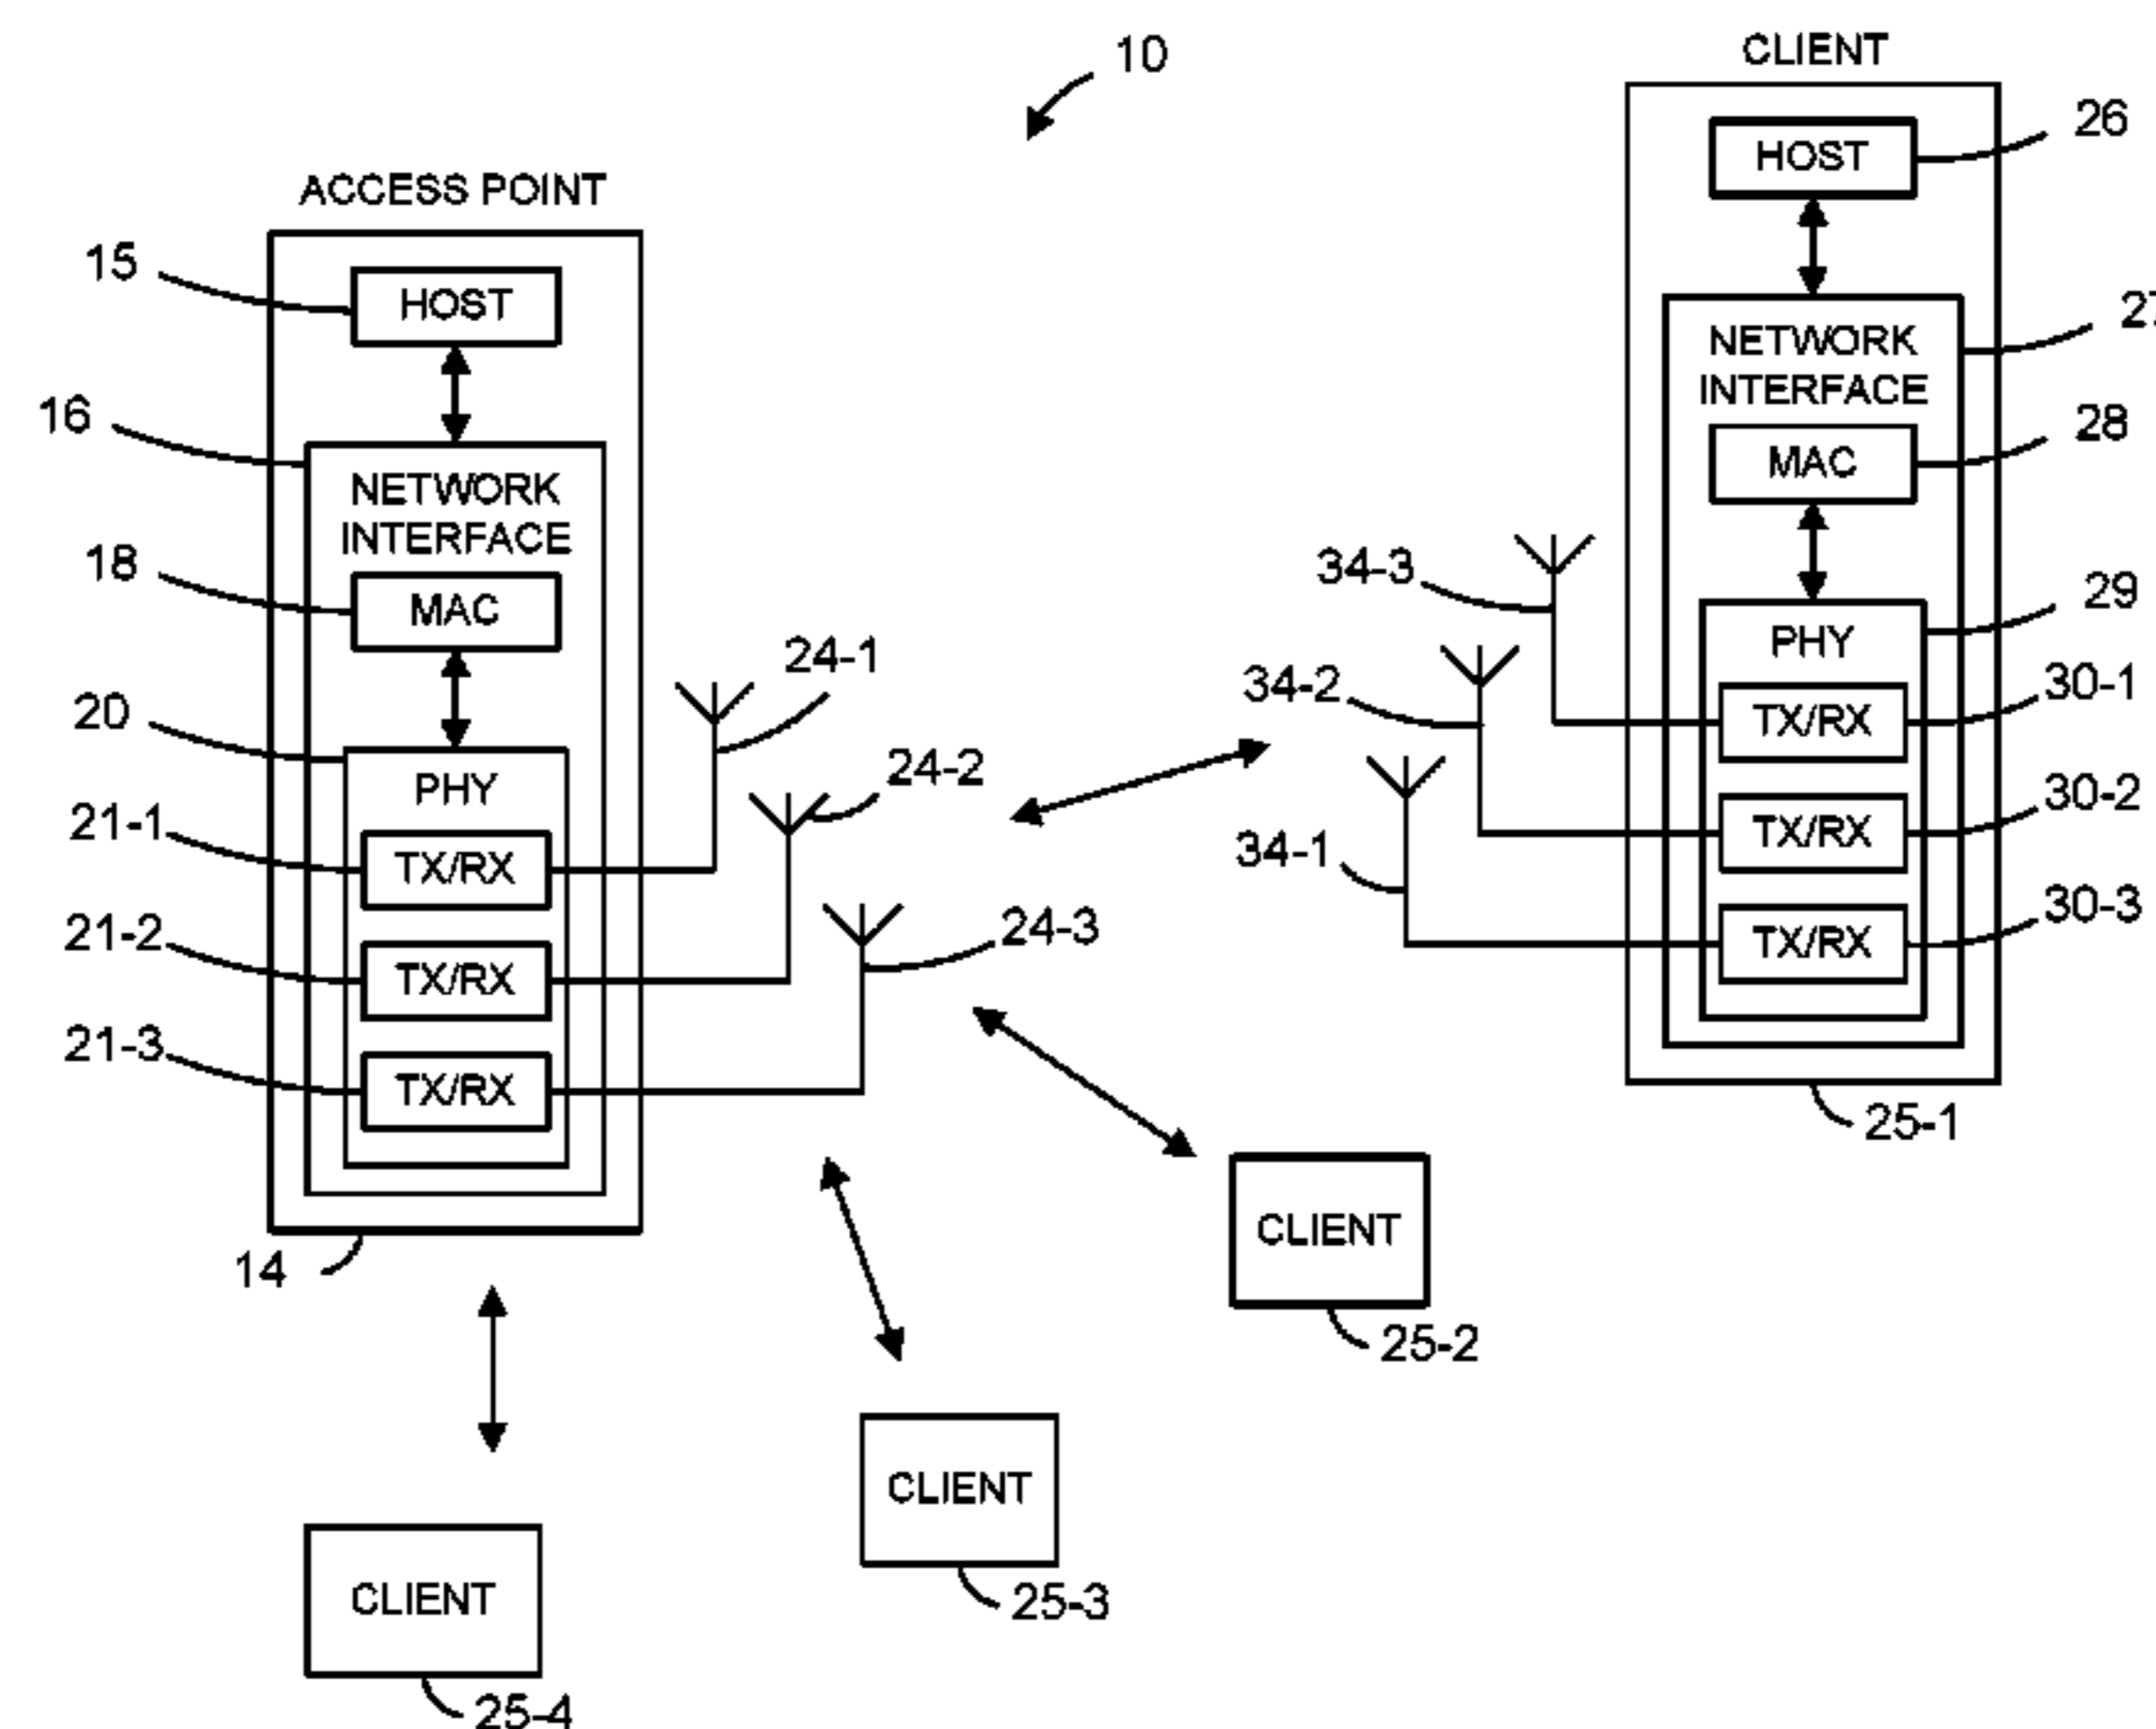 10
CLIENT
HOST
26
ACCESS POINT
15
HOST
NETWORK
INTERFACE
27
16
MAC
28
NETWORK
INTERFACE
18
MAC
34-3
PHY
29
24-1
34-2
TX/RX
30-1
20
PHY
24-2
34-1
TX/RX
30-2
21-1
TX/RX
24-3
TX/RX
30-3
21-2
TX/RX
21-3
TX/RX
25-1
14
CLIENT
25-2
CLIENT
25-3
CLIENT
25-4